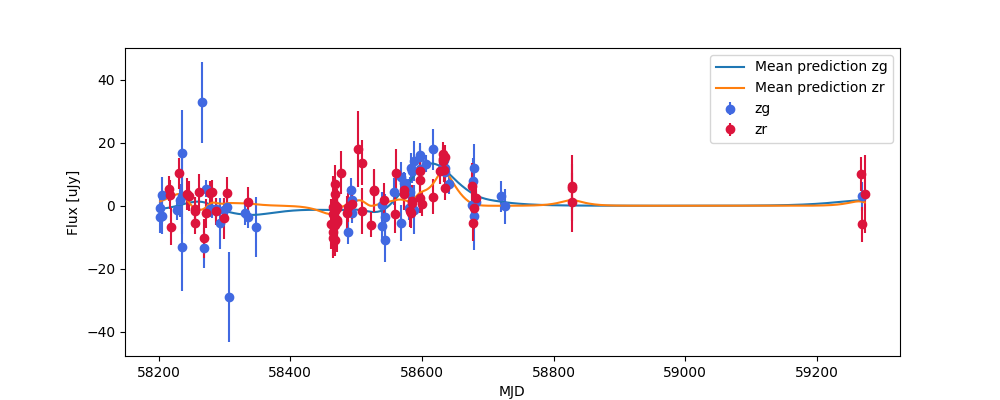 Flux [uJy]
40
20
0
−20
−40
58200
58400
58600
58800
59000
59200
MJD
Mean prediction zg
Mean prediction zr
zg
zr